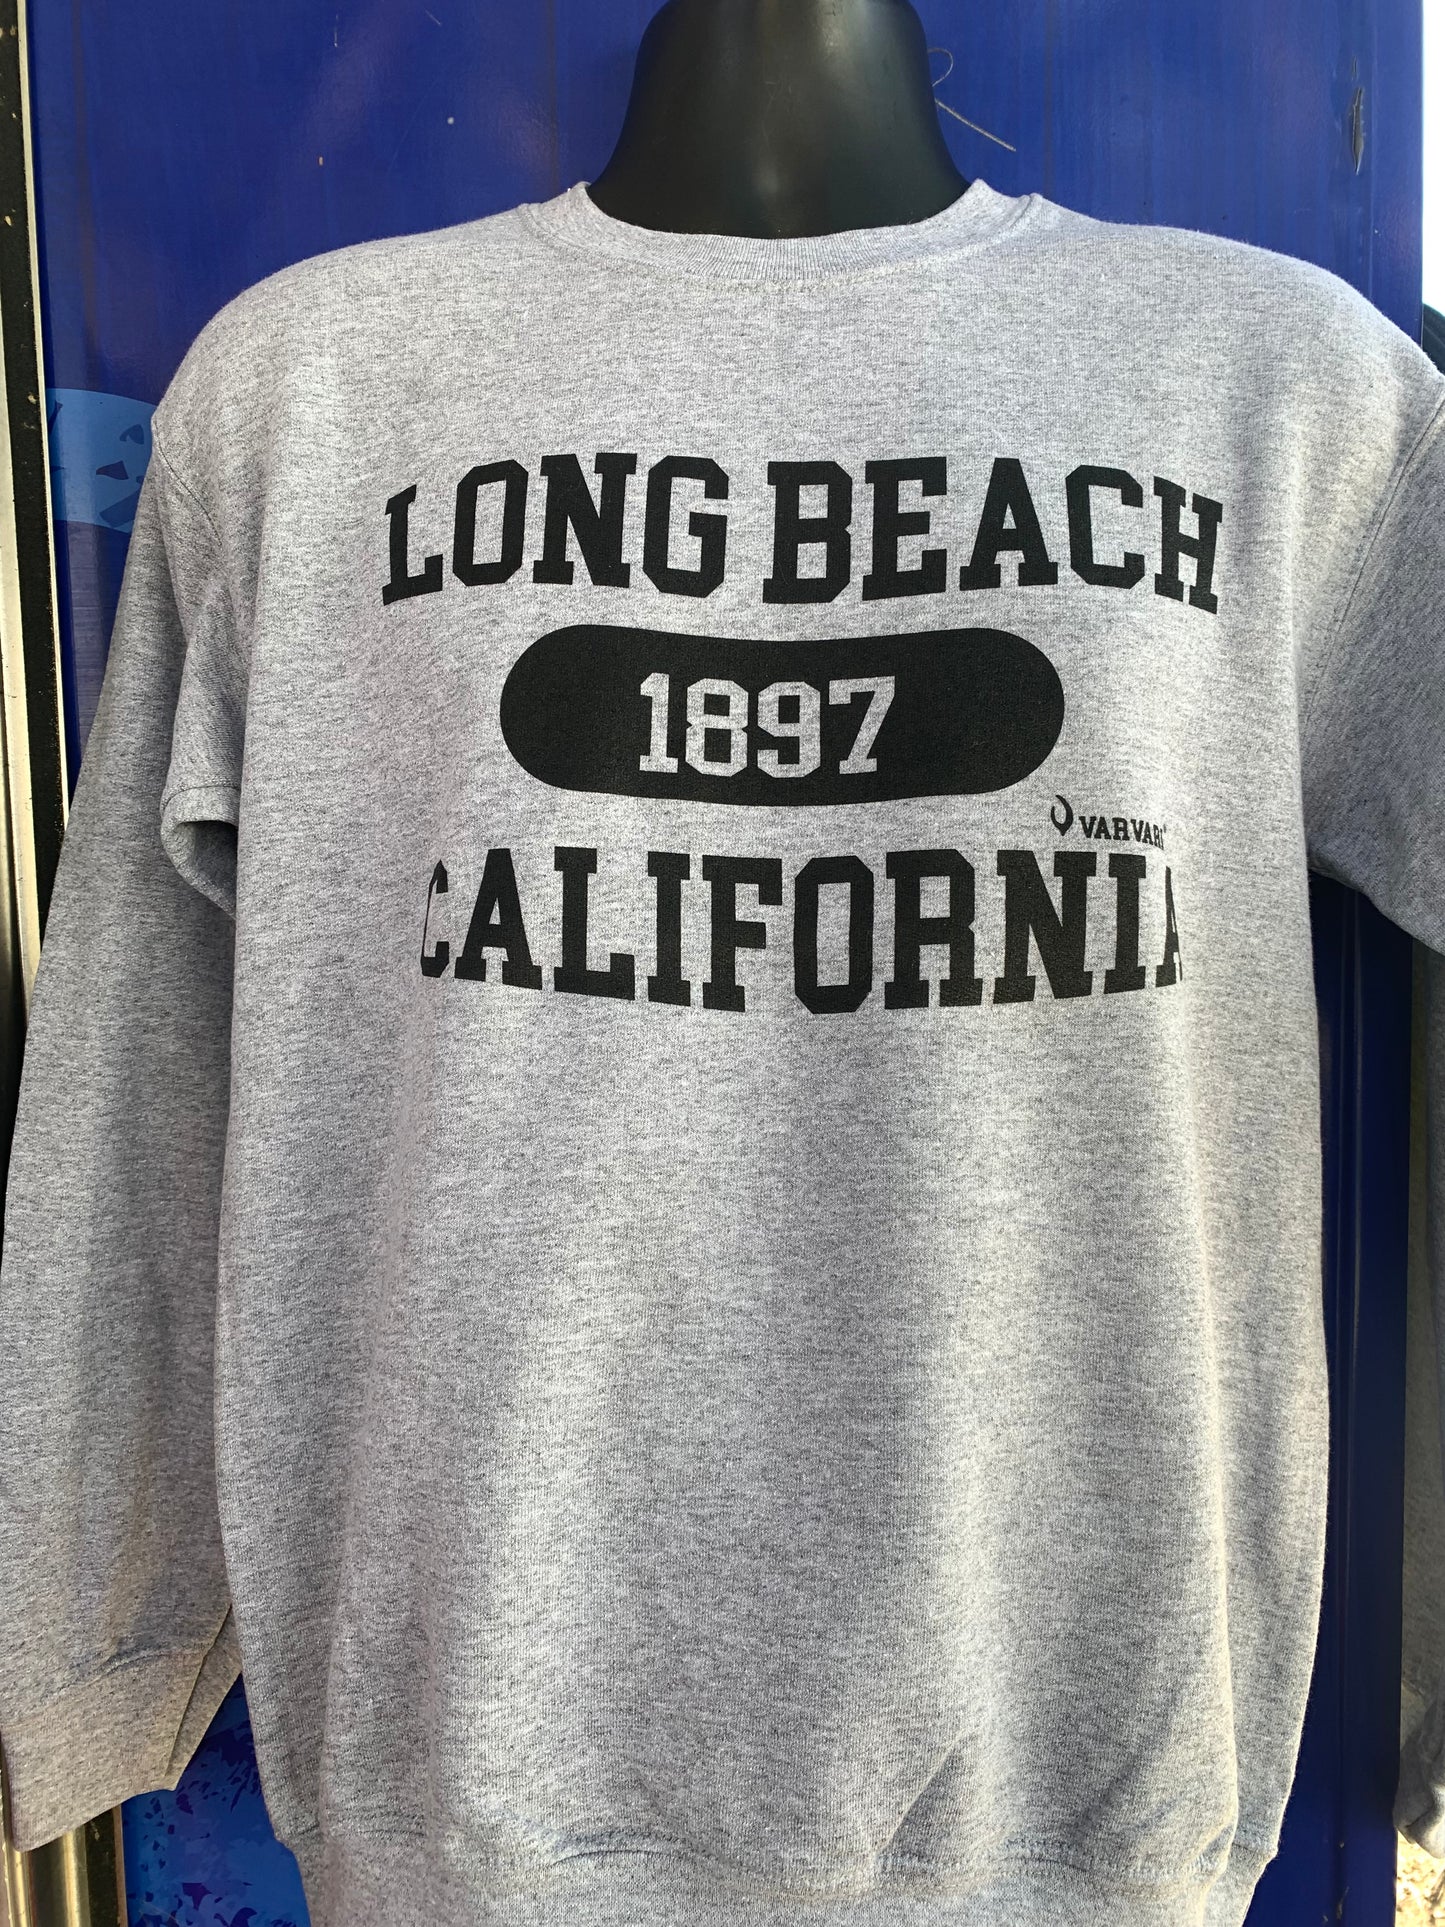 LONG BEACH
1897
VARVARI
CALIFORNIA